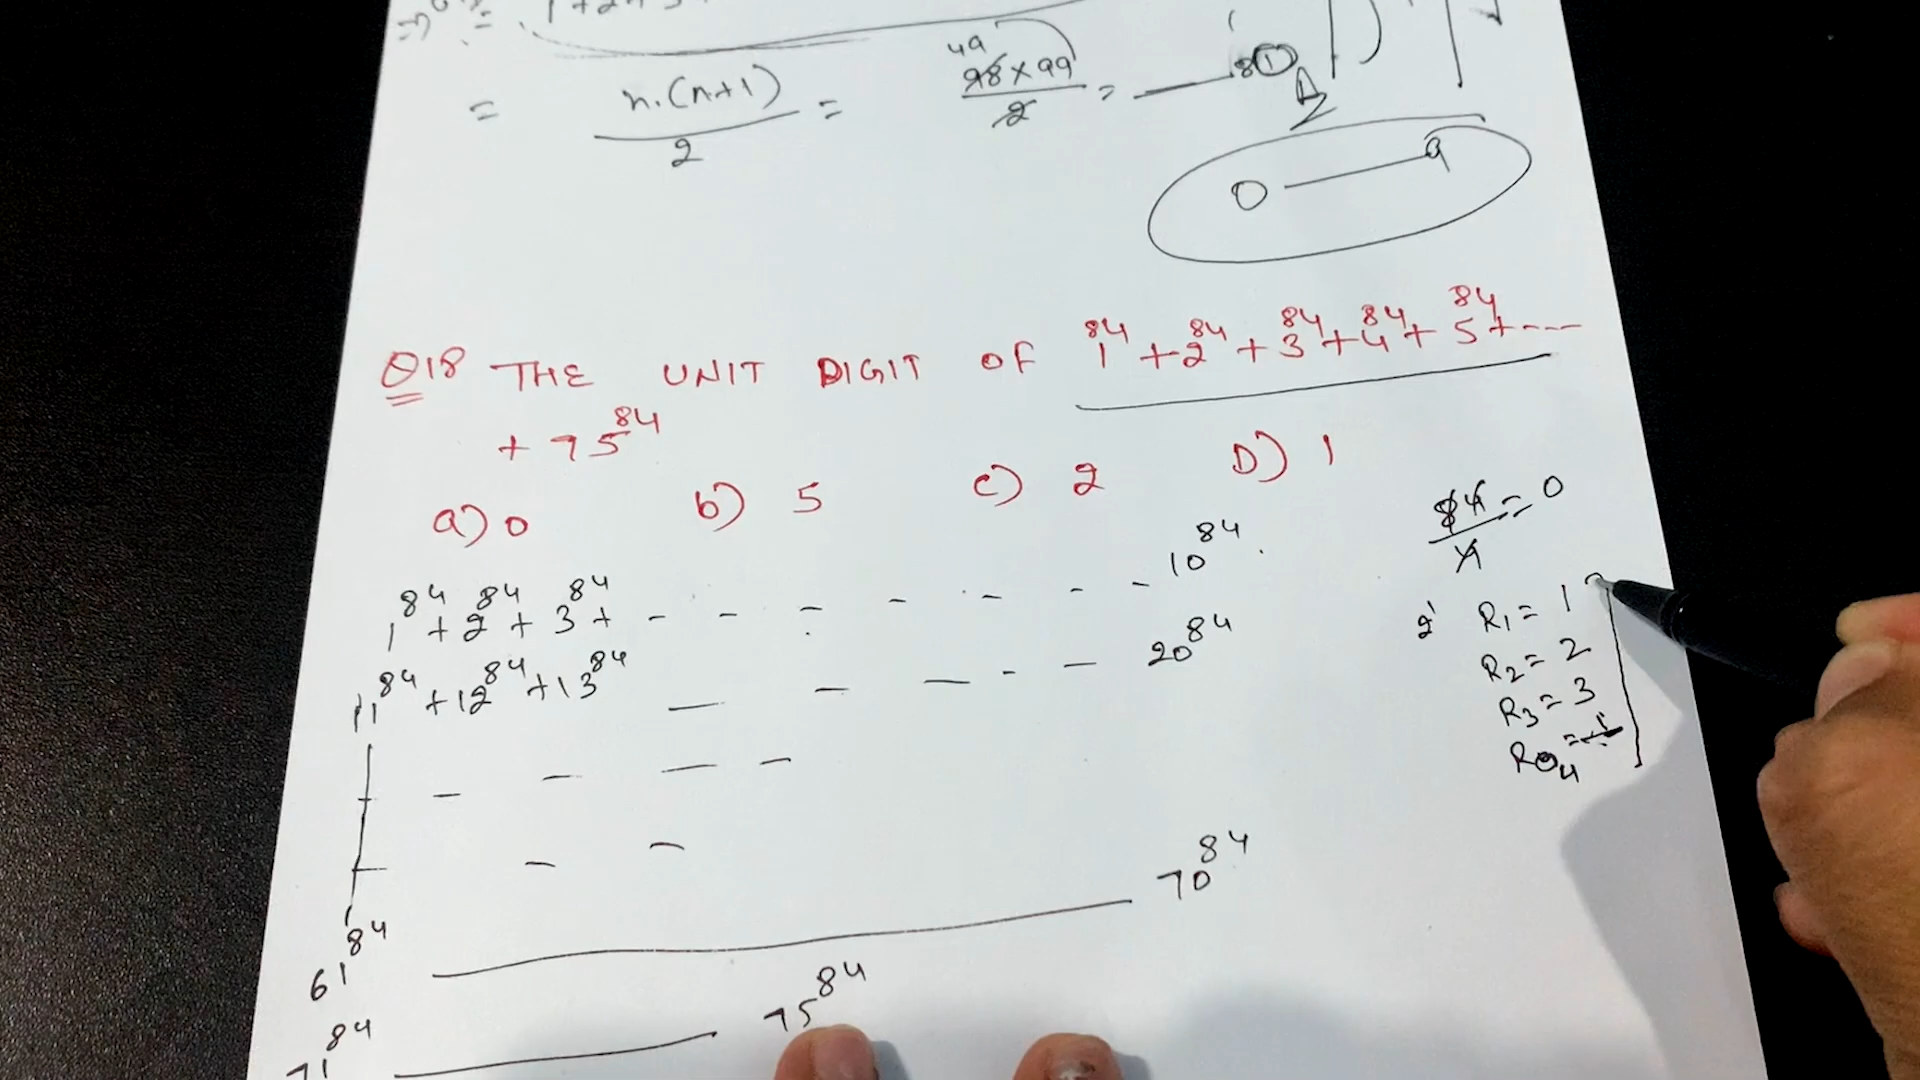 = n.(n+1)/2 = 98×99/2 =
49
0 — 9
Q18 THE UNIT DIGIT OF 1^84 + 2^84 + 3^84 + 4^84 + 5^84 + ----
+ 75^84
a) 0 b) 5 c) 2 D) 1
84/4 = 0
1^84 + 2^84 + 3^84 + - - - - - - - 10^84
11^84 + 12^84 + 13^84 — — — - — 20^84
R1 = 1
R2 = 2
R3 = 3
61^84 — 70^84
71^84 — 75^84